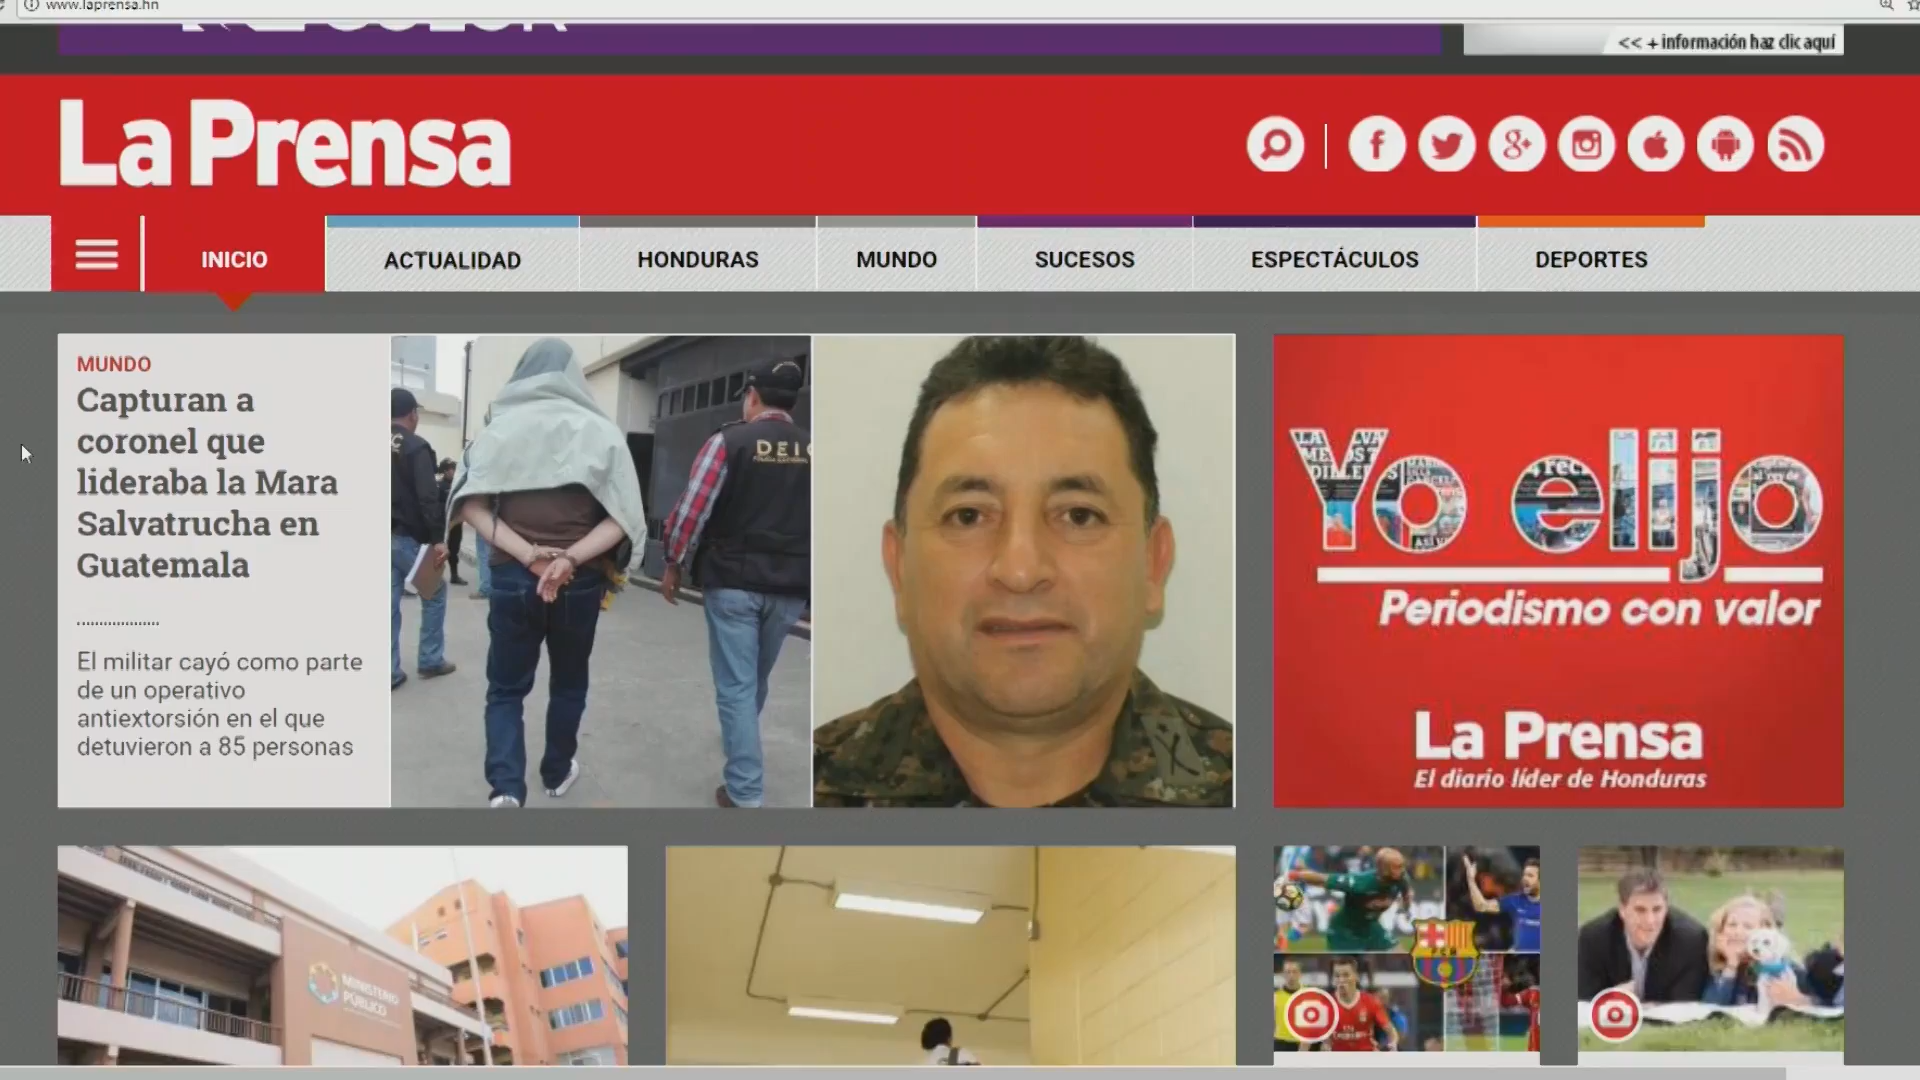 www.laprensa.hn
<< + información haz clic aquí
La Prensa
INICIO
ACTUALIDAD
HONDURAS
MUNDO
SUCESOS
ESPECTÁCULOS
DEPORTES
MUNDO
Capturan a
coronel que
lideraba la Mara
Salvatrucha en
Guatemala
El militar cayó como parte
de un operativo
antiextorsión en el que
detuvieron a 85 personas
DEIC
Yo elijo
Periodismo con valor
La Prensa
El diario líder de Honduras
MINISTERIO
PÚBLICO